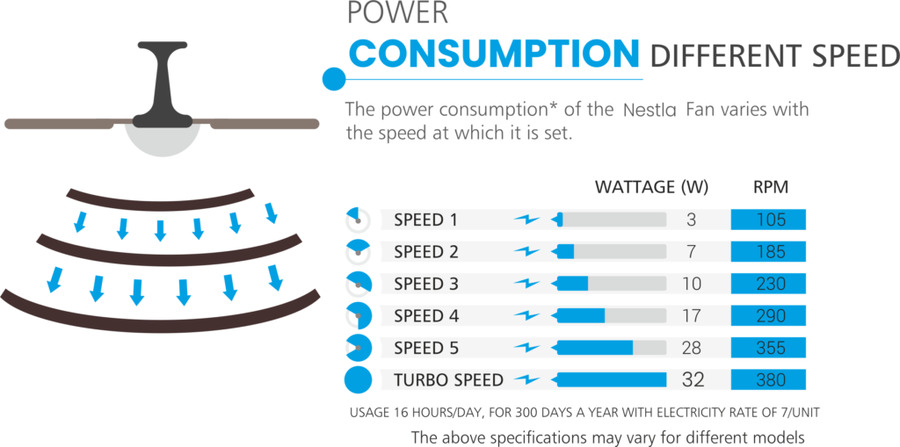 POWER
CONSUMPTION DIFFERENT SPEED
The power consumption* of the Nestla Fan varies with
the speed at which it is set.
WATTAGE (W) RPM
SPEED 1 3 105
SPEED 2 7 185
SPEED 3 10 230
SPEED 4 17 290
SPEED 5 28 355
TURBO SPEED 32 380
USAGE 16 HOURS/DAY, FOR 300 DAYS A YEAR WITH ELECTRICITY RATE OF 7/UNIT
The above specifications may vary for different models